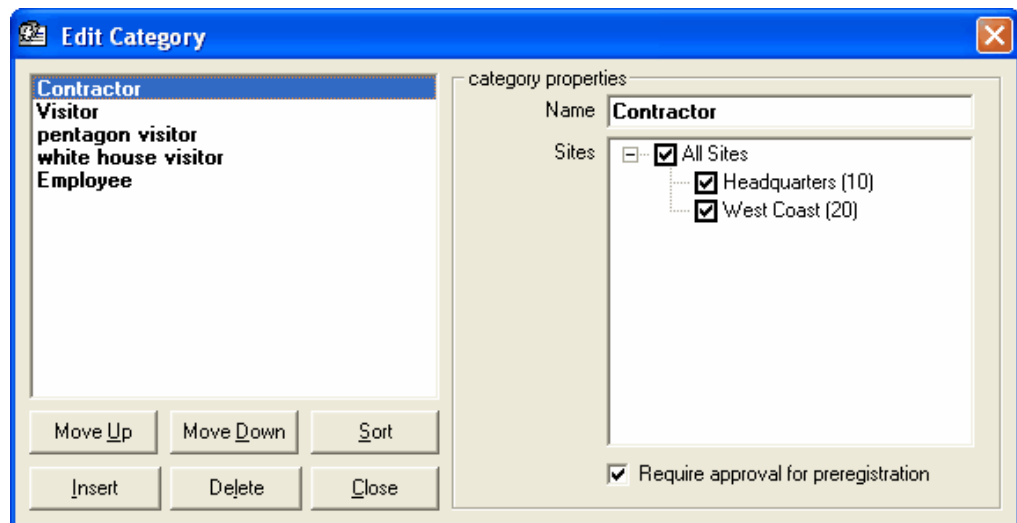 Edit Category
Contractor
Visitor
pentagon visitor
white house visitor
Employee
Move Up Move Down Sort
Insert Delete Close
category properties
Name Contractor
Sites All Sites
Headquarters (10)
West Coast (20)
Require approval for preregistration